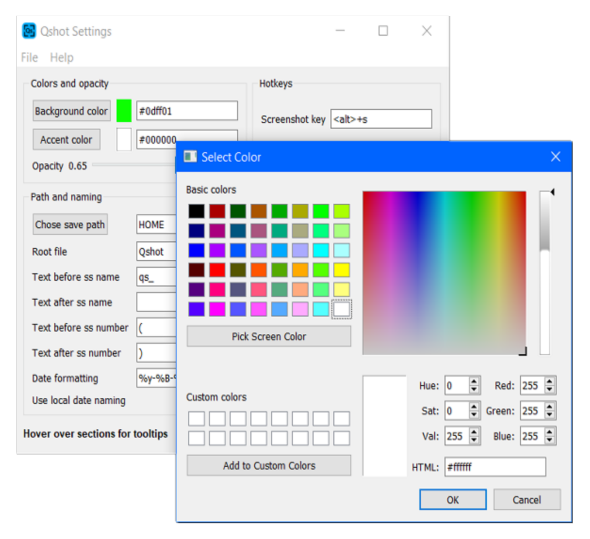 Qshot Settings
File Help
Colors and opacity
Hotkeys
Background color #0dff01
Screenshot key <alt>+s
Accent color #000000
Opacity 0.65
Path and naming
Chose save path HOME
Root file Qshot
Text before ss name qs_
Text after ss name
Text before ss number (
Text after ss number )
Date formatting %y-%B-
Use local date naming
Hover over sections for tooltips
Select Color
Basic colors
Pick Screen Color
Custom colors
Add to Custom Colors
Hue: 0 Red: 255
Sat: 0 Green: 255
Val: 255 Blue: 255
HTML: #ffffff
OK Cancel